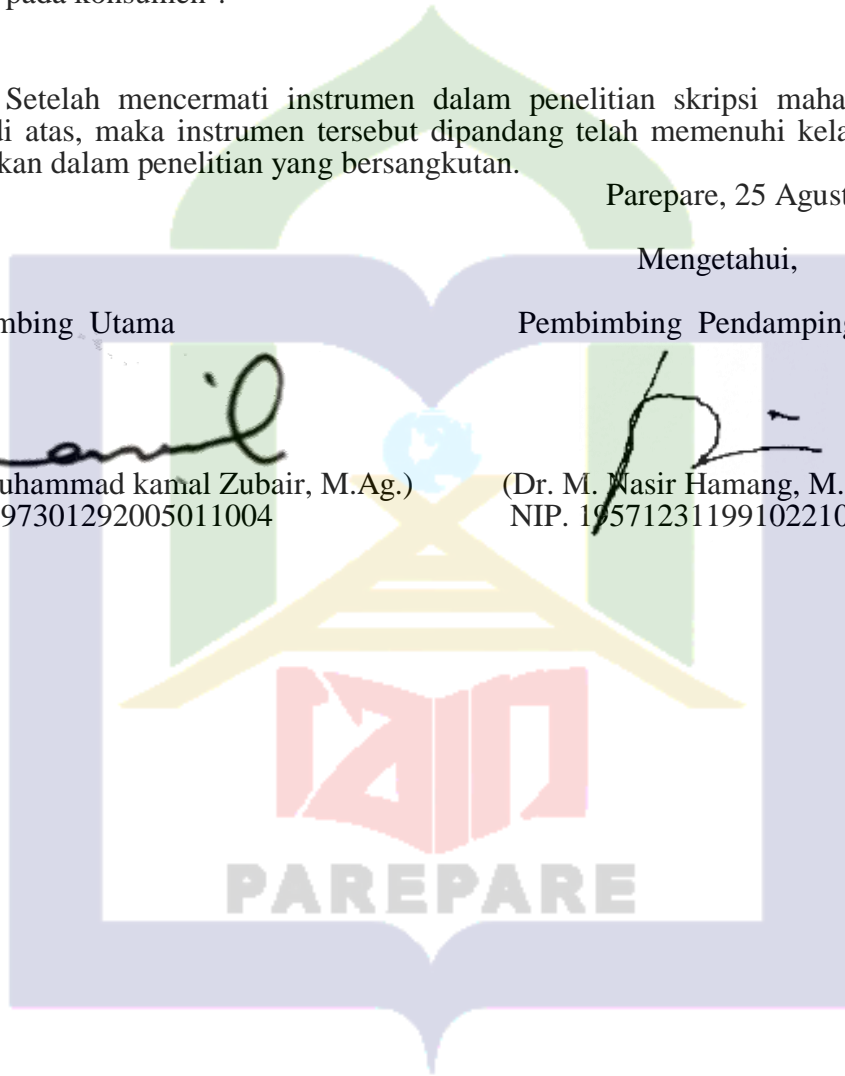 pada konsumen".
Setelah mencermati instrumen dalam penelitian skripsi maha
di atas, maka instrumen tersebut dipandang telah memenuhi kela
kan dalam penelitian yang bersangkutan.
Parepare, 25 Agust
Mengetahui,
mbing Utama
Pembimbing Pendamping
uhammad kamal Zubair, M.Ag.)
(Dr. M. Nasir Hamang, M.
97301292005011004
NIP. 19571231199102210
IAIN
PAREPARE